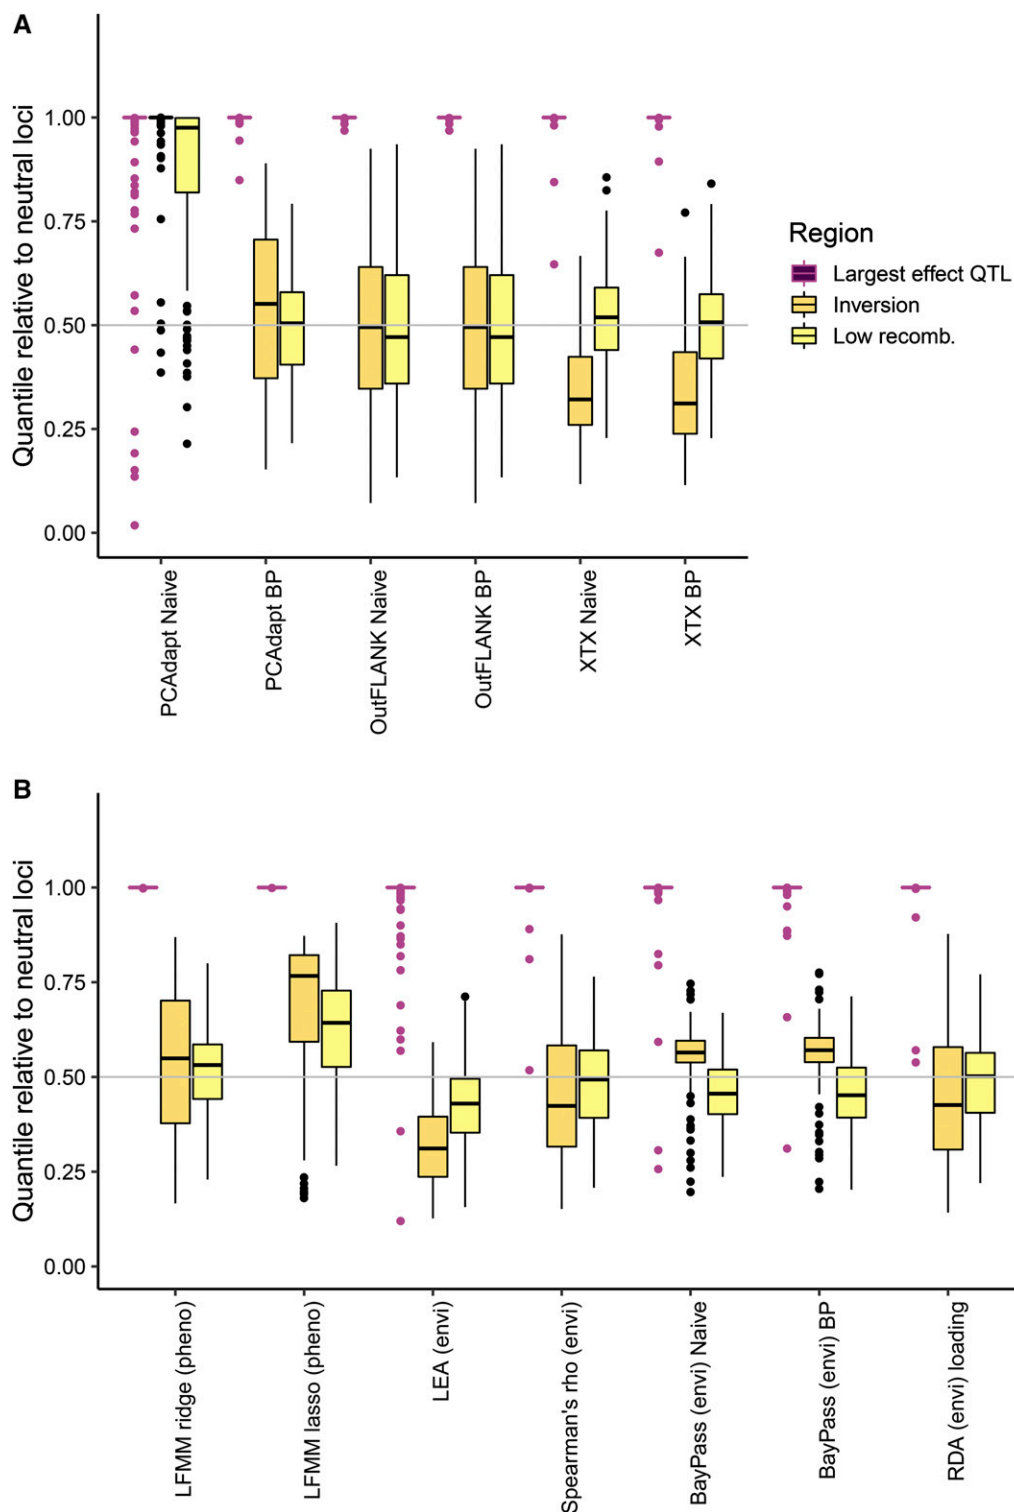 A
Quantile relative to neutral loci
1.00
0.75
0.50
0.25
0.00
PCAdapt Naive
PCAdapt BP
OutFLANK Naive
OutFLANK BP
XTX Naive
XTX BP
Region
Largest effect QTL
Inversion
Low recomb.
B
Quantile relative to neutral loci
1.00
0.75
0.50
0.25
0.00
LFMM ridge (pheno)
LFMM lasso (pheno)
LEA (envi)
Spearman's rho (envi)
BayPass (envi) Naive
BayPass (envi) BP
RDA (envi) loading